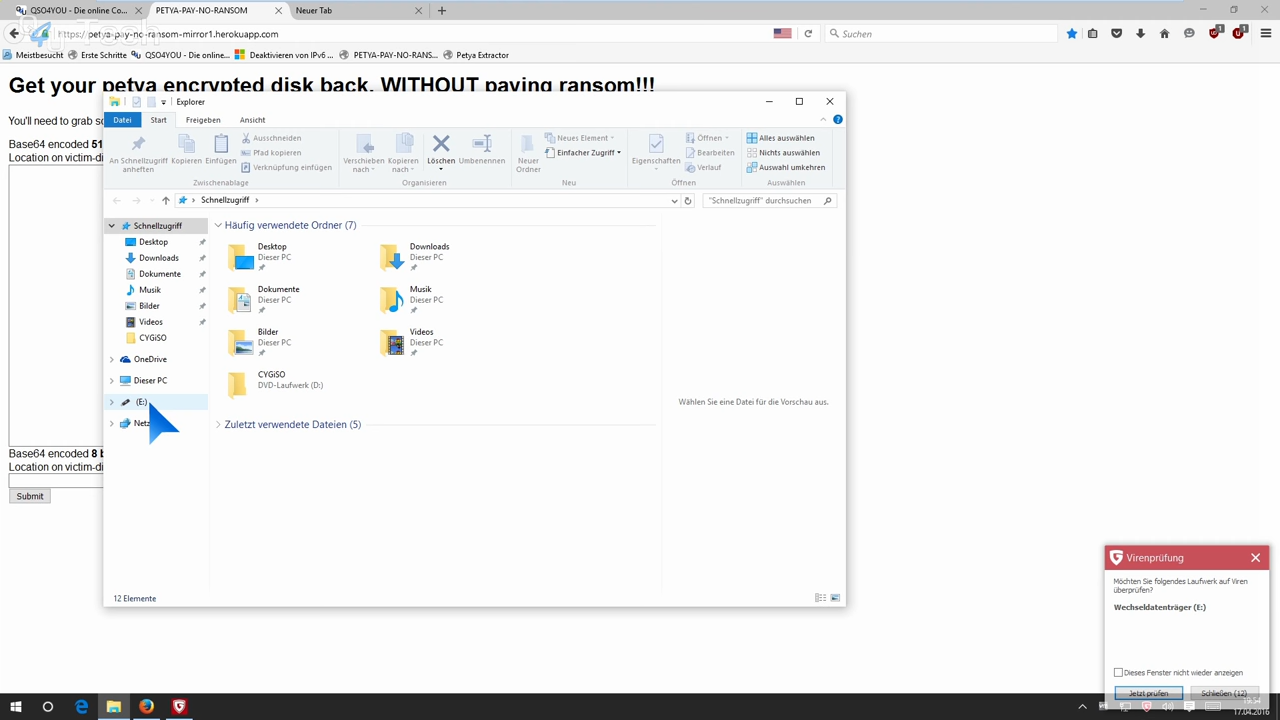 QSO4YOU - Die online Co...
PETYA-PAY-NO-RANSOM
Neuer Tab
Tech
https://petya-pay-no-ransom-mirror1.herokuapp.com
Suchen
Meistbesucht
Erste Schritte
QSO4YOU - Die online...
Deaktivieren von IPv6 ...
PETYA-PAY-NO-RANS...
Petya Extractor
Get your petya encrypted disk back, WITHOUT paying ransom!!!
You'll need to grab
Explorer
Datei
Start
Freigeben
Ansicht
An Schnellzugriff anheften
Kopieren
Einfügen
Ausschneiden
Pfad kopieren
Verknüpfung einfügen
Zwischenablage
Verschieben nach
Kopieren nach
Löschen
Umbenennen
Organisieren
Neuer Ordner
Neues Element
Einfacher Zugriff
Neu
Eigenschaften
Öffnen
Bearbeiten
Verlauf
Öffnen
Alles auswählen
Nichts auswählen
Auswahl umkehren
Auswählen
Base64 encoded 51
Location on victim-di
Schnellzugriff
"Schnellzugriff" durchsuchen
Schnellzugriff
Desktop
Downloads
Dokumente
Musik
Bilder
Videos
CYGiSO
OneDrive
Dieser PC
(E:)
Netz
Häufig verwendete Ordner (7)
Desktop
Dieser PC
Downloads
Dieser PC
Dokumente
Dieser PC
Musik
Dieser PC
Bilder
Dieser PC
Videos
Dieser PC
CYGiSO
DVD-Laufwerk (D:)
Zuletzt verwendete Dateien (5)
Wählen Sie eine Datei für die Vorschau aus.
Base64 encoded 8 b
Location on victim-di
Submit
12 Elemente
Virenprüfung
Möchten Sie folgendes Laufwerk auf Viren
überprüfen?
Wechseldatenträger (E:)
Dieses Fenster nicht wieder anzeigen
Jetzt prüfen
Schließen (12)
19:54
17.04.2016